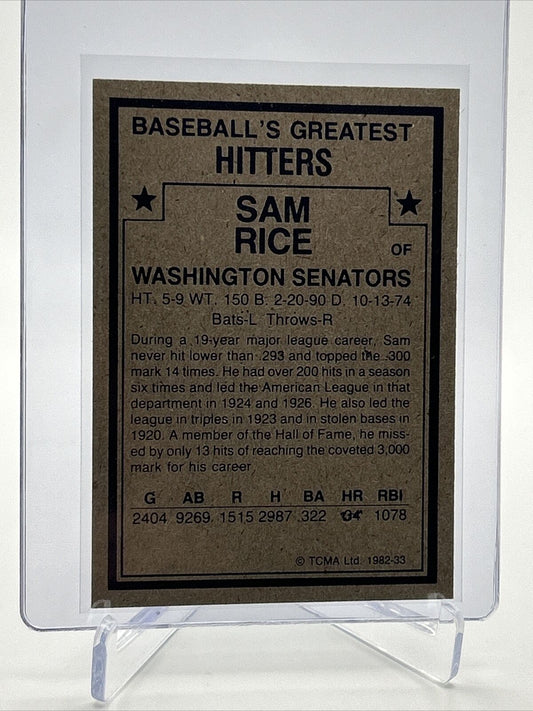 BASEBALL'S GREATEST
HITTERS
SAM
RICE
OF
WASHINGTON SENATORS
HT. 5-9 WT. 150 B. 2-20-90 D. 10-13-74
Bats-L Throws-R
During a 19-year major league career, Sam
never hit lower than .293 and topped the .300
mark 14 times. He had over 200 hits in a season
six times and led the American League in that
department in 1924 and 1926. He also led the
league in triples in 1923 and in stolen bases in
1920. A member of the Hall of Fame, he miss-
ed by only 13 hits of reaching the coveted 3,000
mark for his career.
G AB R H BA HR RBI
2404 9269 1515 2987 .322 1078
© TCMA Ltd. 1982-33